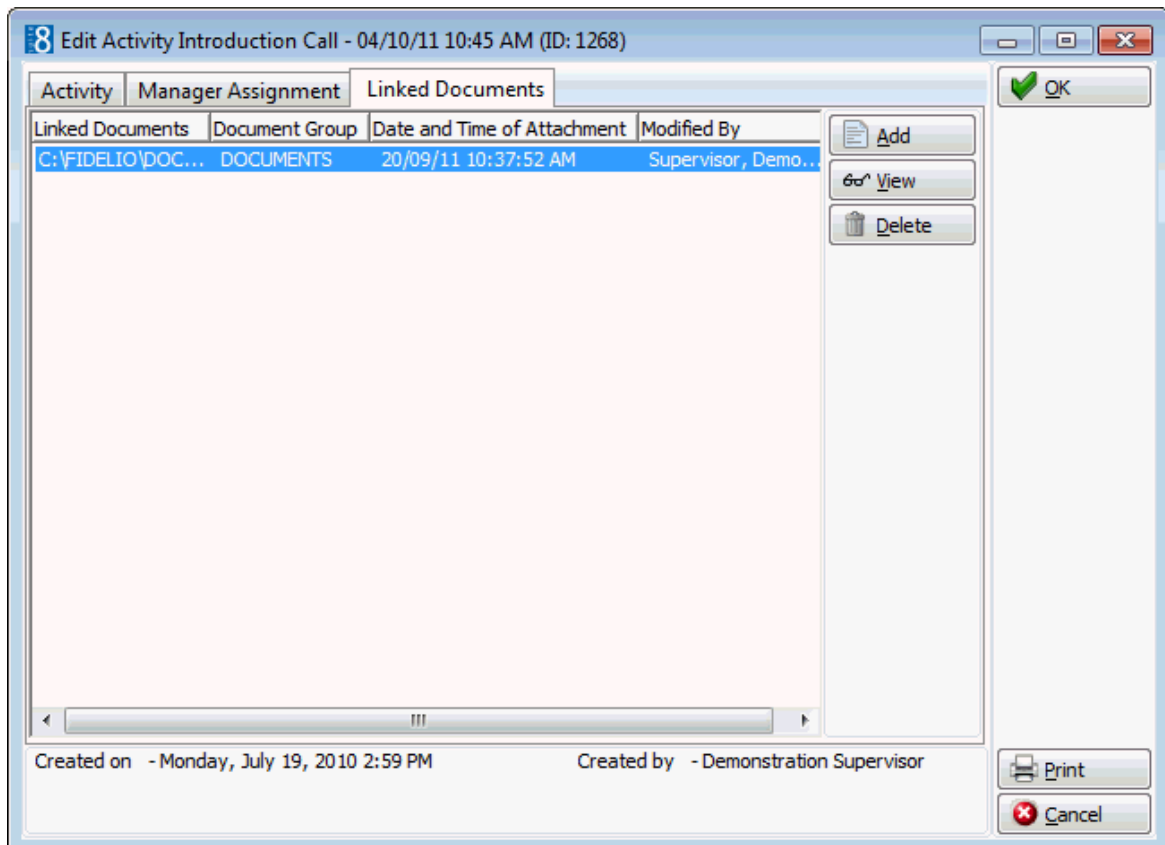 8 Edit Activity Introduction Call - 04/10/11 10:45 AM (ID: 1268)
Activity Manager Assignment Linked Documents
OK
Linked Documents Document Group Date and Time of Attachment Modified By
C:\FIDELIO\DOC... DOCUMENTS 20/09/11 10:37:52 AM Supervisor, Demo...
Add
View
Delete
Created on - Monday, July 19, 2010 2:59 PM Created by - Demonstration Supervisor
Print
Cancel